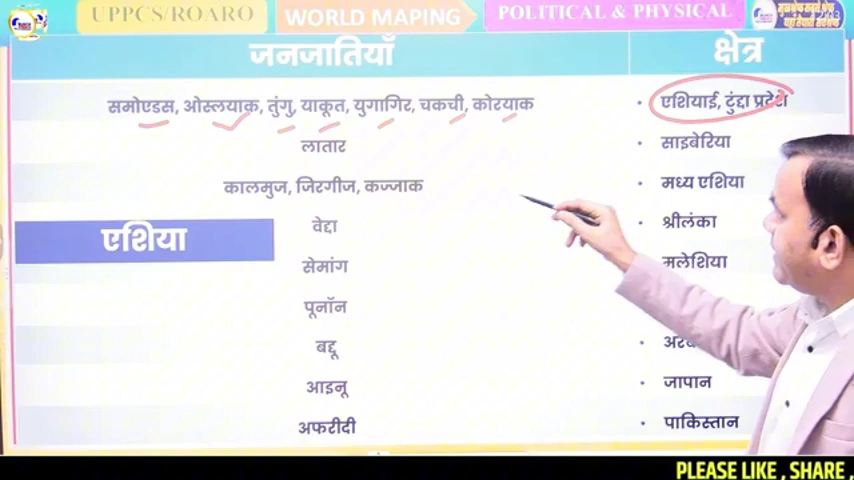 UPPCS/ROARO
WORLD MAPING
POLITICAL & PHYSICAL
जनजातियाँ
क्षेत्र
समोएडस, ओस्लयाक, तुंगु, याकूत, युगागिर, चकची, कोरयाक
• एशियाई, टुंद्रा प्रदेश
लातार
• साइबेरिया
कालमुज, जिरगीज, कज्जाक
• मध्य एशिया
एशिया
वेद्दा
• श्रीलंका
सेमांग
मलेशिया
पूनॉन
बद्दू
•
आइनू
• जापान
अफरीदी
• पाकिस्तान
PLEASE LIKE , SHARE ,